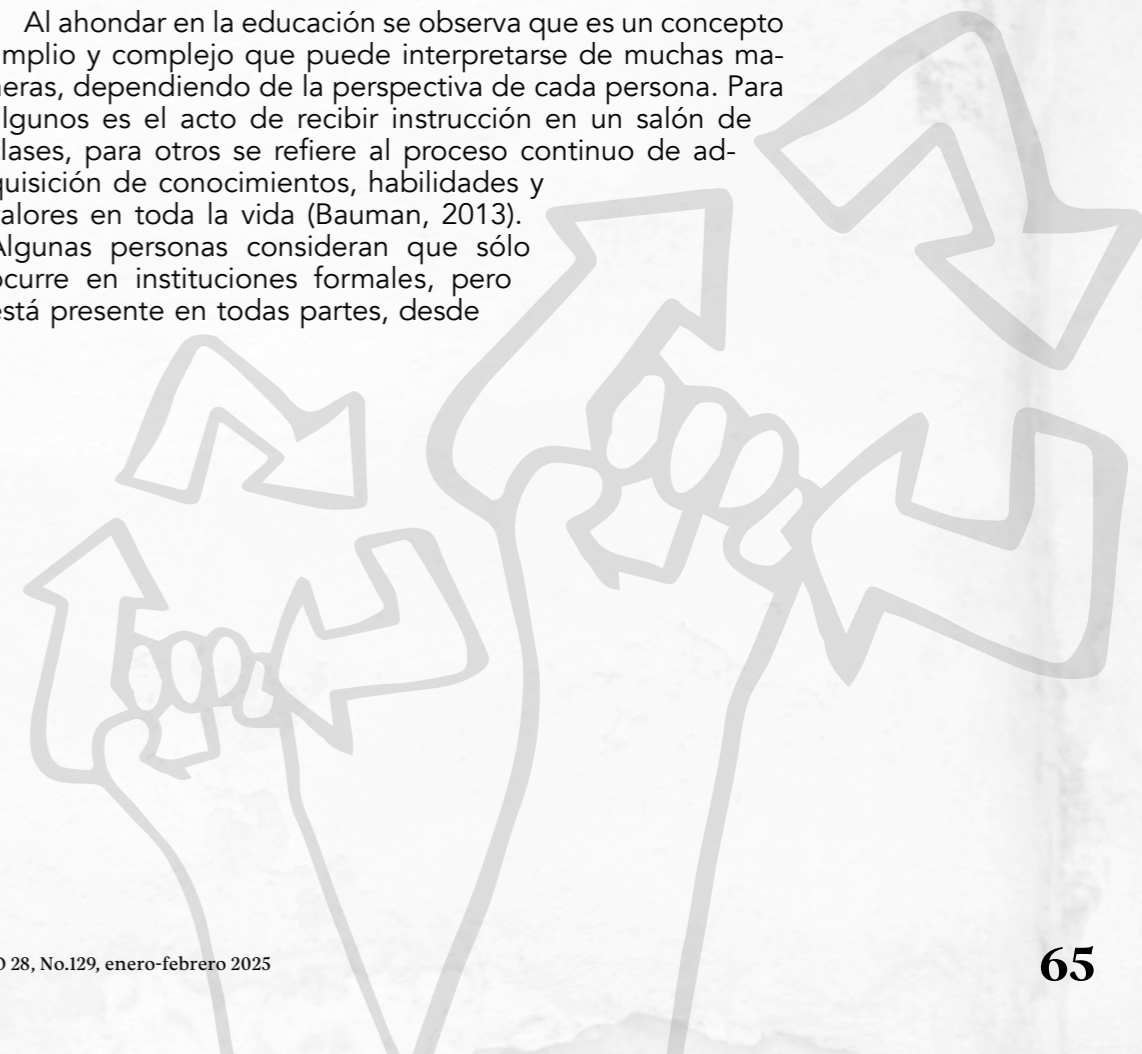 Al ahondar en la educación se observa que es un concepto
mplio y complejo que puede interpretarse de muchas ma-
neras, dependiendo de la perspectiva de cada persona. Para
lgunos es el acto de recibir instrucción en un salón de
lases, para otros se refiere al proceso continuo de ad-
quisición de conocimientos, habilidades y
alores en toda la vida (Bauman, 2013).
Algunas personas consideran que sólo
ocurre en instituciones formales, pero
está presente en todas partes, desde
O 28, No.129, enero-febrero 2025
65